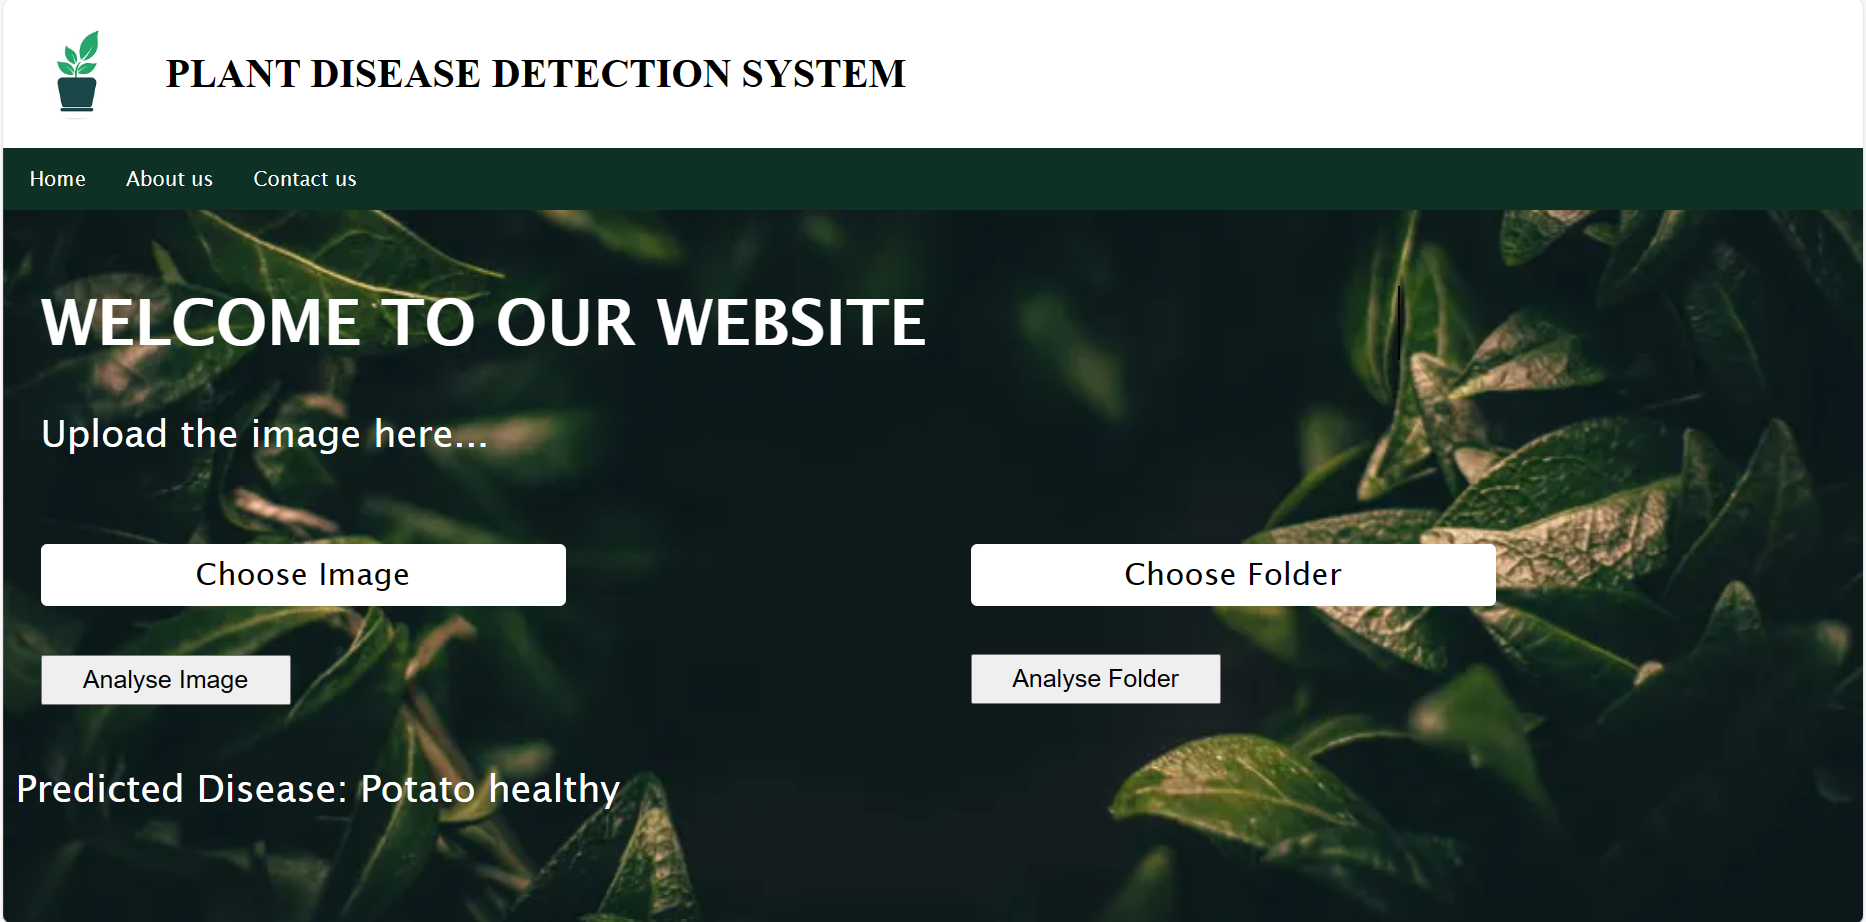 PLANT DISEASE DETECTION SYSTEM
Home About us Contact us
WELCOME TO OUR WEBSITE
Upload the image here...
Choose Image
Choose Folder
Analyse Image
Analyse Folder
Predicted Disease: Potato healthy